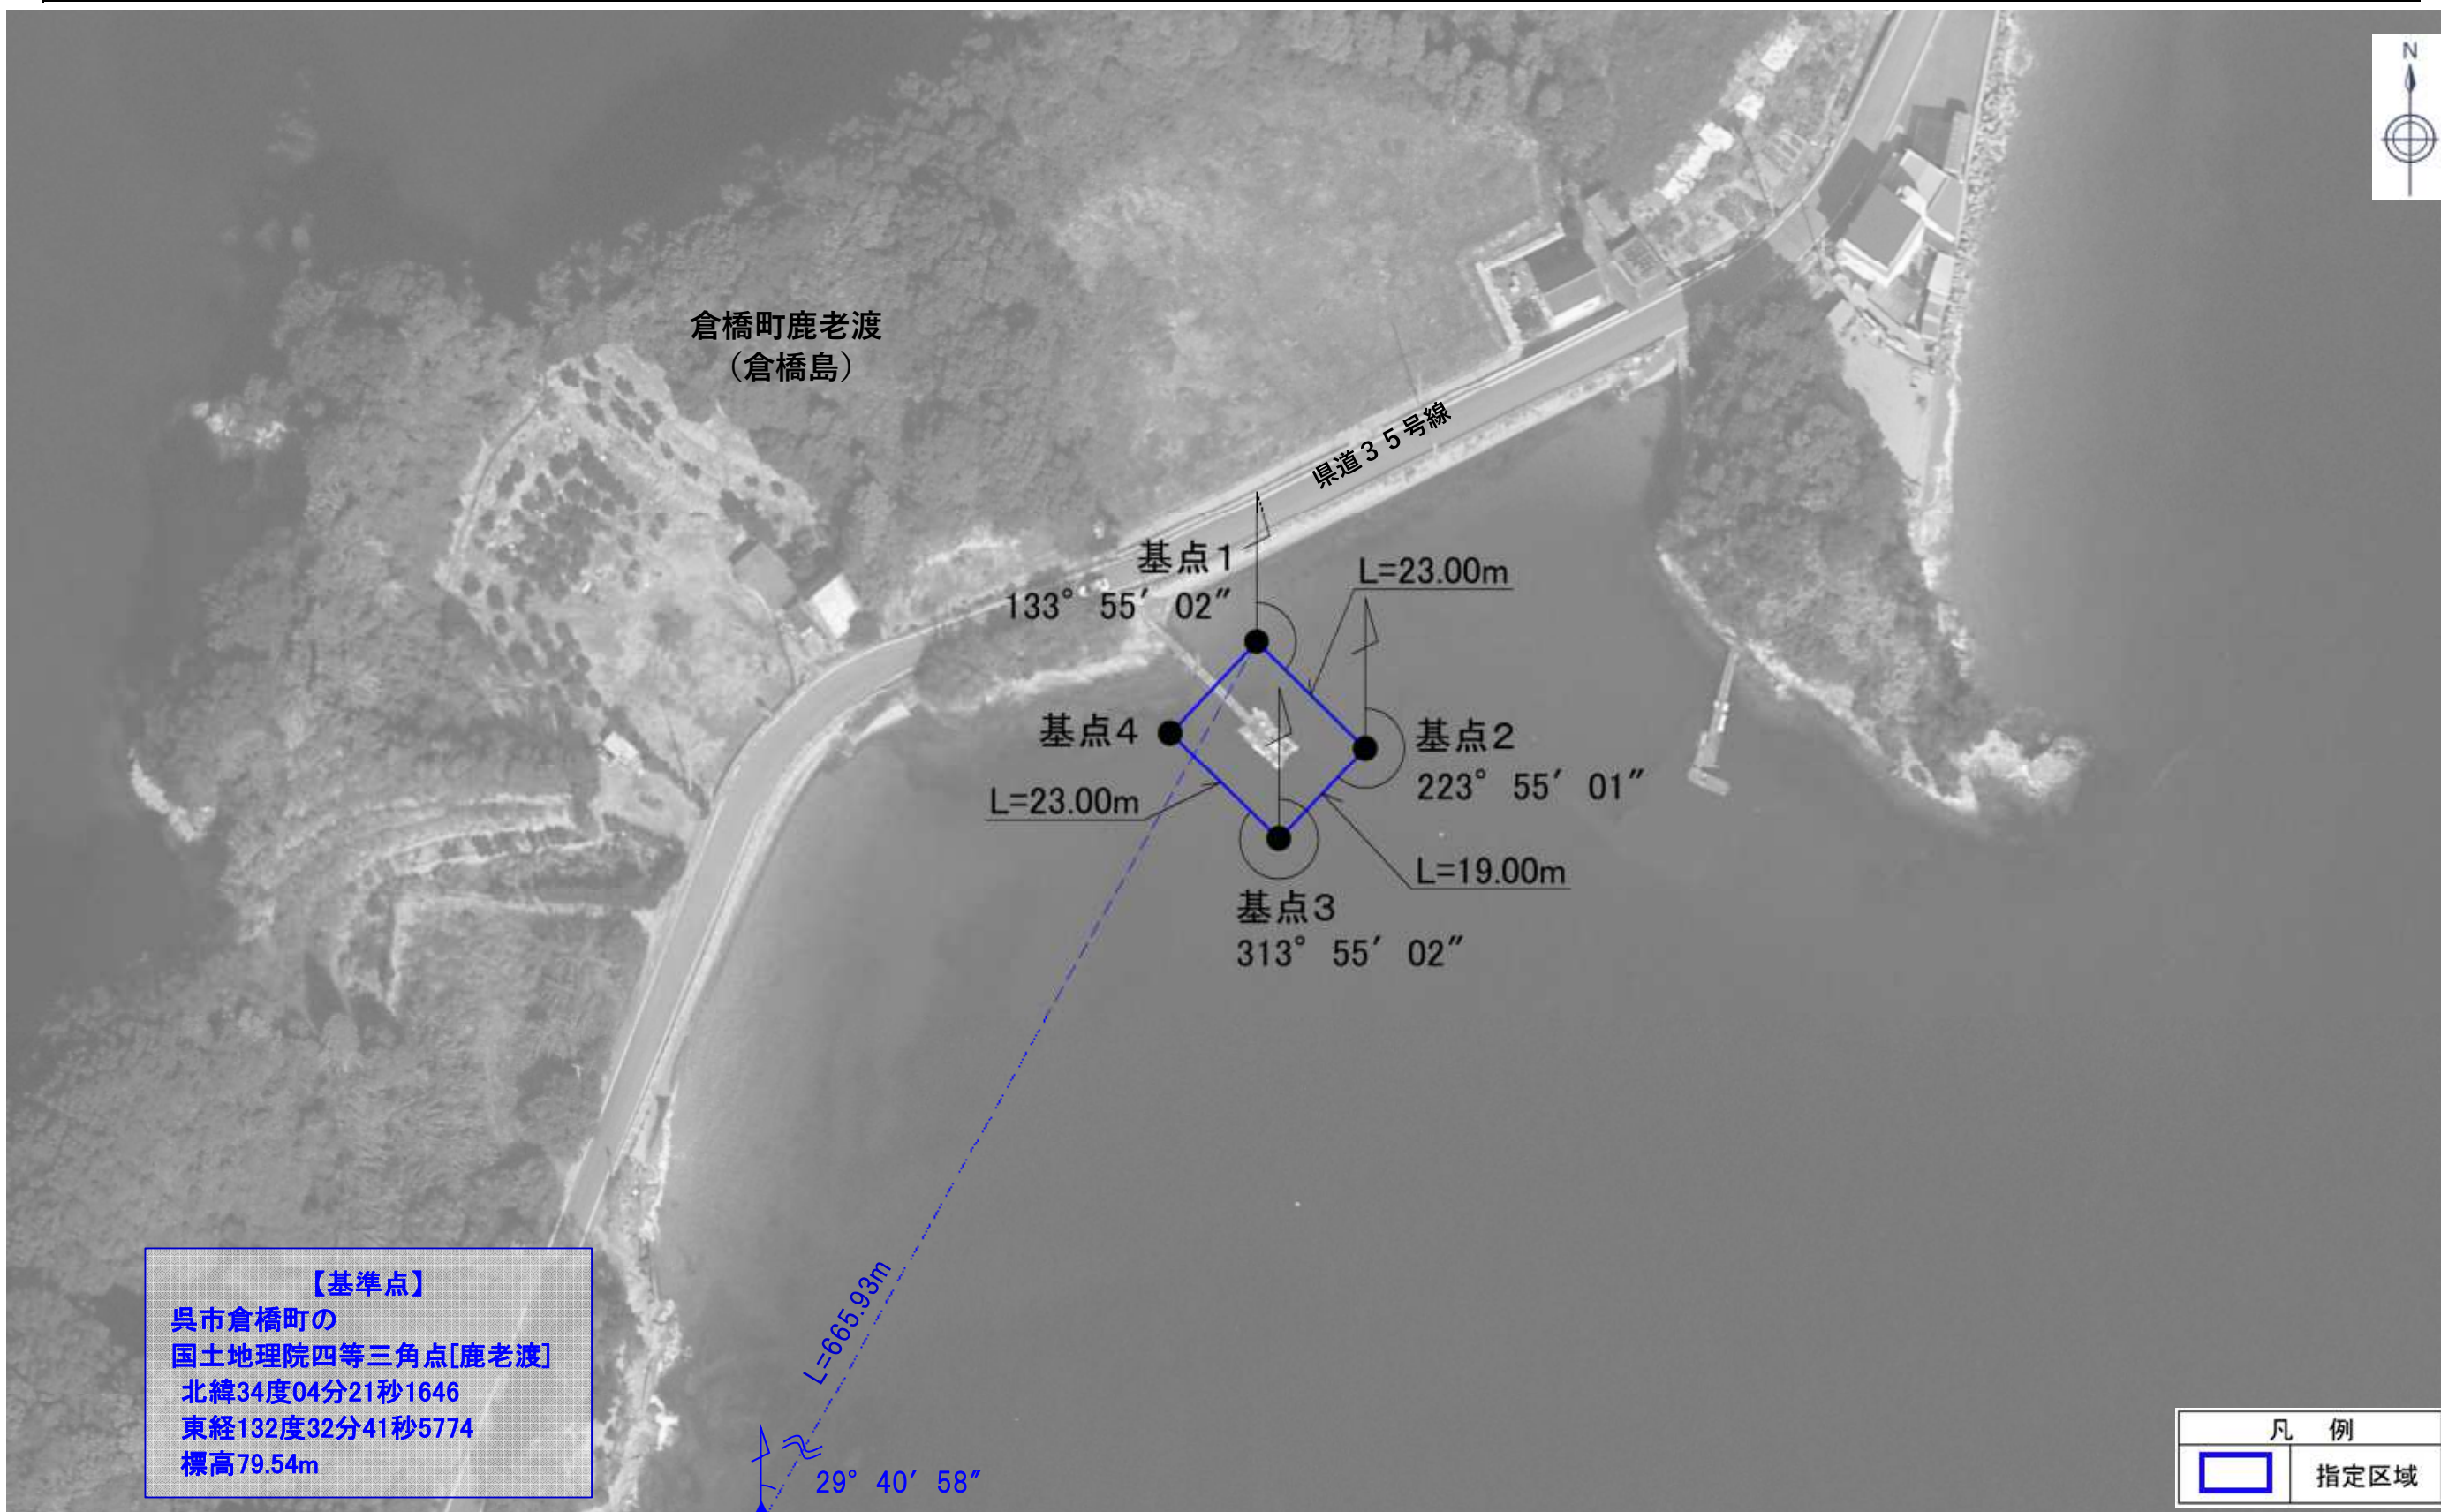 N
倉橋町鹿老渡
（倉橋島）
県道３５号線
基点1
133° 55′ 02″
L=23.00m
基点4
基点2
223° 55′ 01″
L=23.00m
L=19.00m
基点3
313° 55′ 02″
L=665.93m
29° 40′ 58″
【基準点】
呉市倉橋町の
国土地理院四等三角点[鹿老渡]
北緯34度04分21秒1646
東経132度32分41秒5774
標高79.54m
凡 例
指定区域